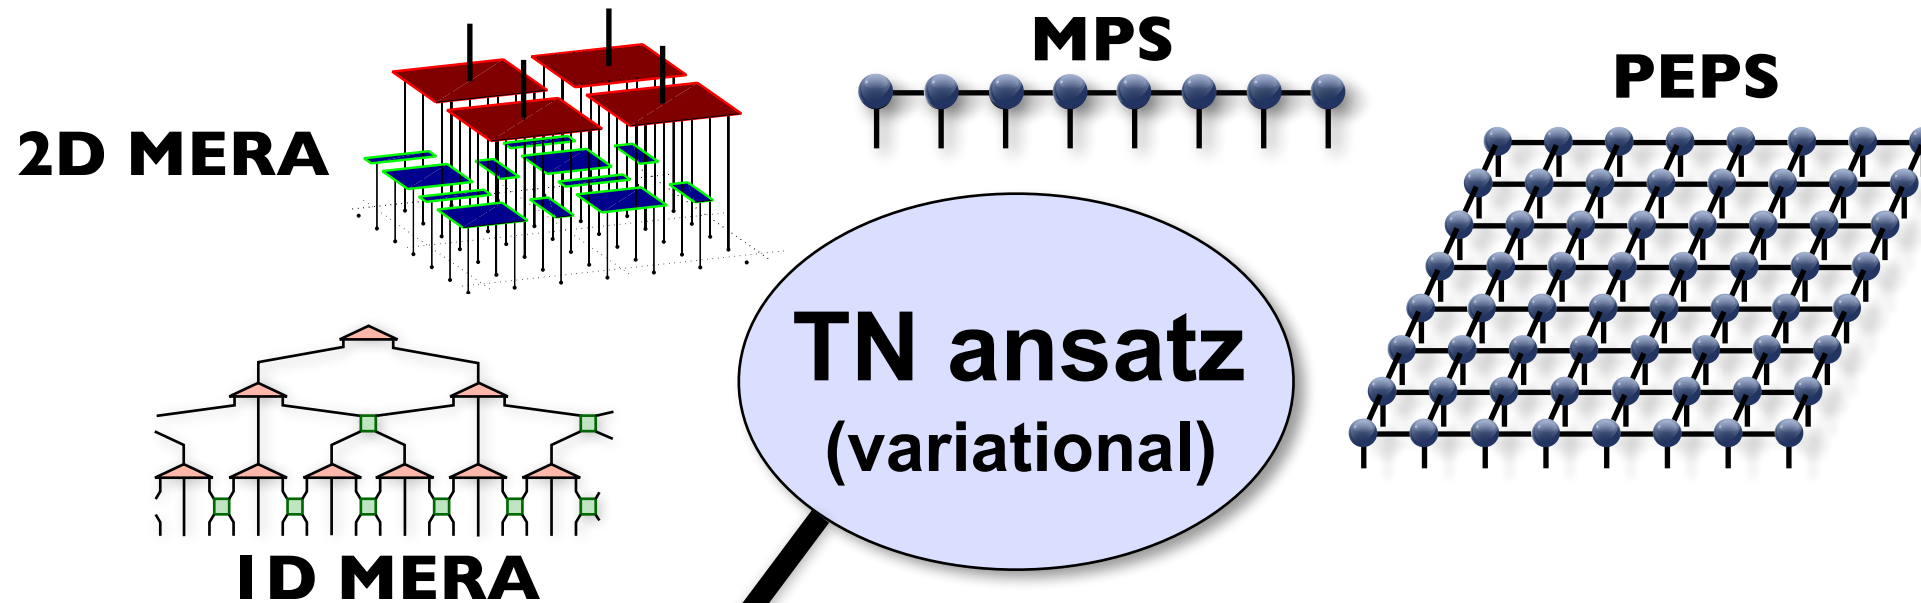 MPS
PEPS
2D MERA
TN ansatz
(variational)
1D MERA